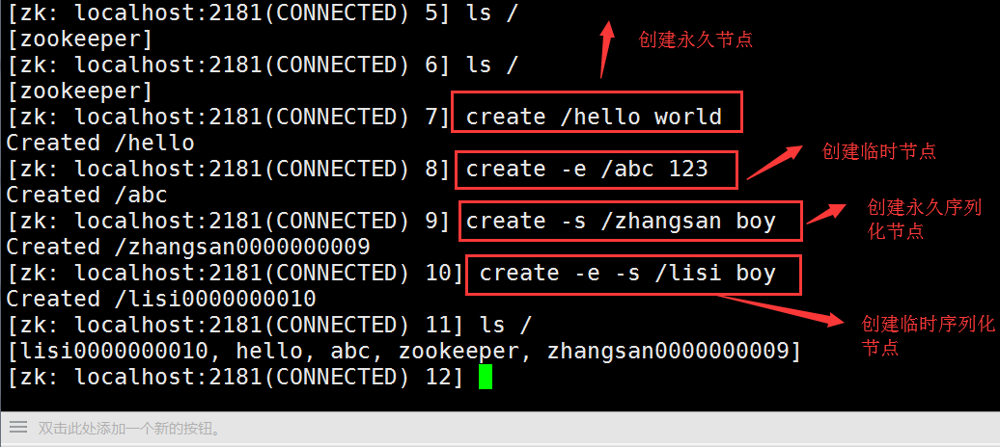 [zk: localhost:2181(CONNECTED) 5] ls /
[zookeeper]
创建永久节点
[zk: localhost:2181(CONNECTED) 6] ls /
[zookeeper]
[zk: localhost:2181(CONNECTED) 7] create /hello world
Created /hello
创建临时节点
[zk: localhost:2181(CONNECTED) 8] create -e /abc 123
Created /abc
[zk: localhost:2181(CONNECTED) 9] create -s /zhangsan boy
创建永久序列
化节点
Created /zhangsan0000000009
[zk: localhost:2181(CONNECTED) 10] create -e -s /lisi boy
Created /lisi0000000010
[zk: localhost:2181(CONNECTED) 11] ls /
创建临时序列化
节点
[lisi0000000010, hello, abc, zookeeper, zhangsan0000000009]
[zk: localhost:2181(CONNECTED) 12]
双击此处添加一个新的按钮。